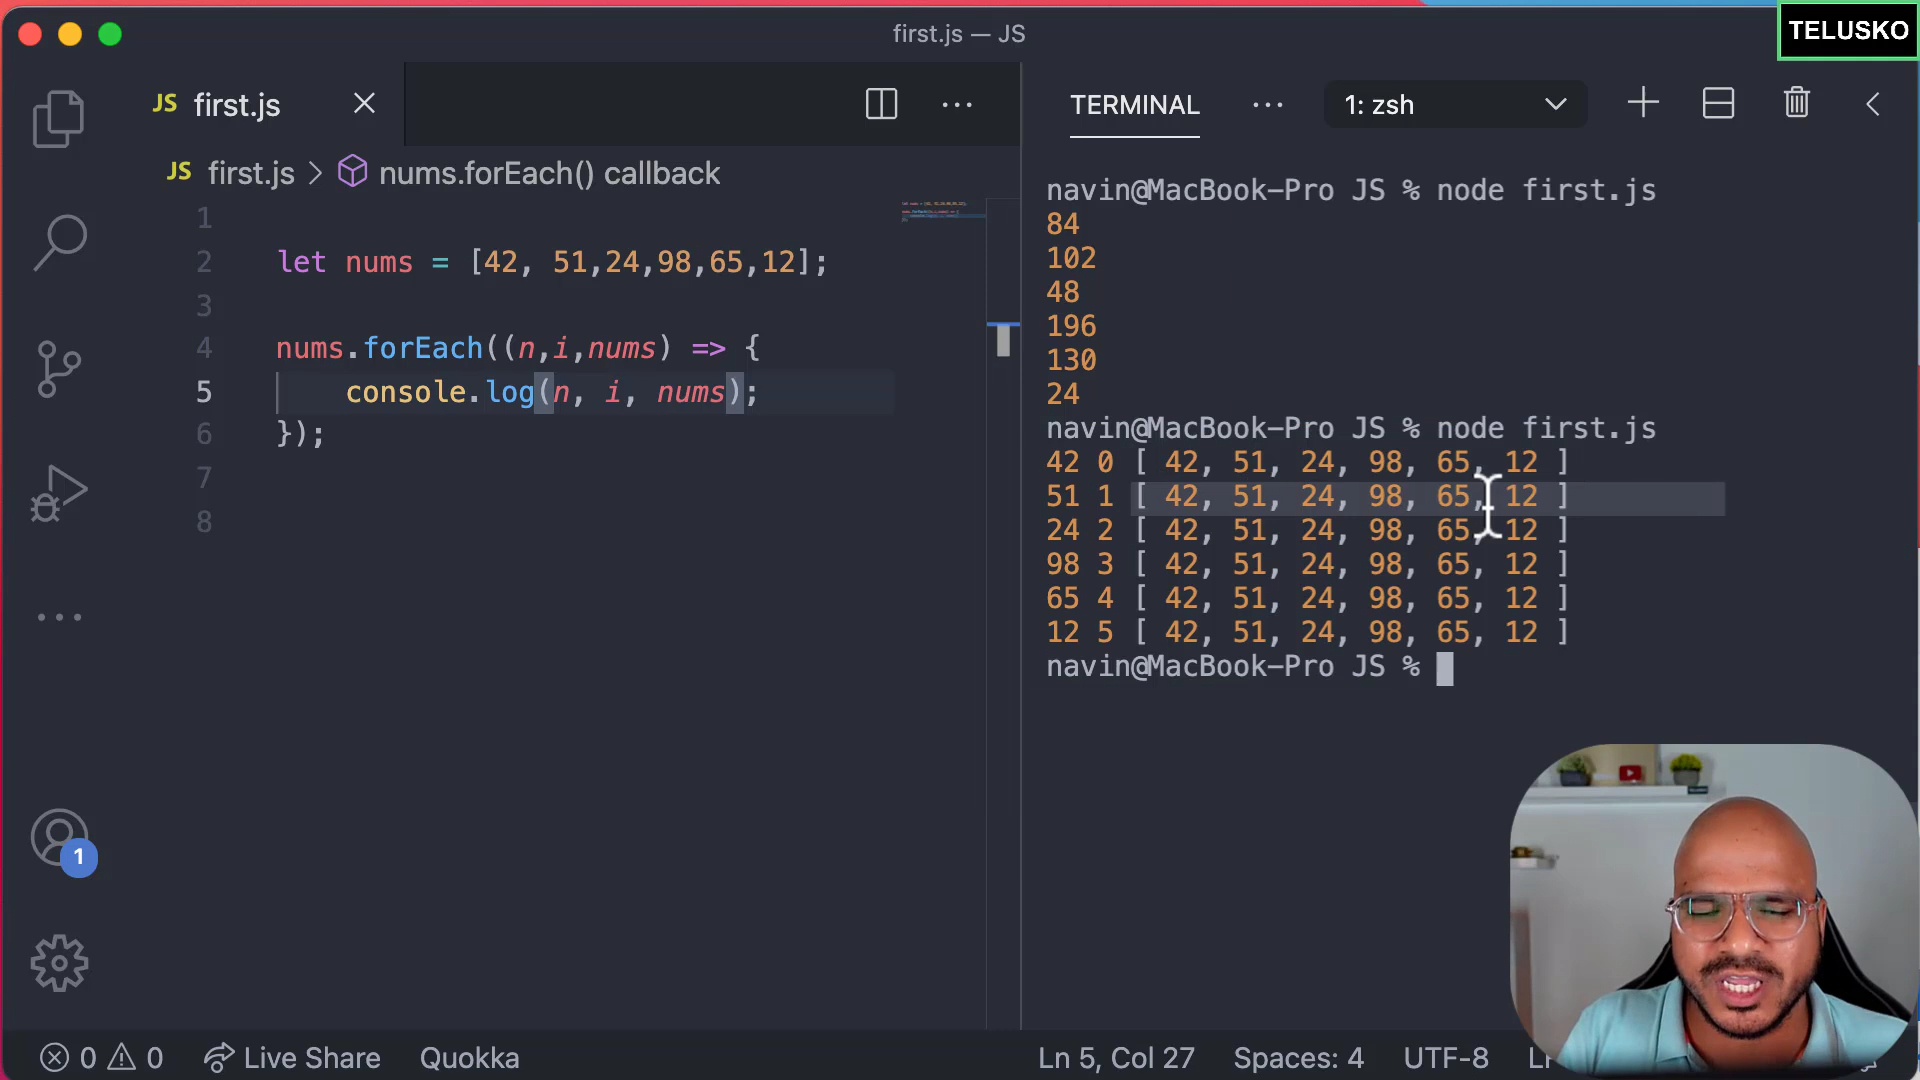 first.js — JS
TELUSKO
JS first.js
TERMINAL
1: zsh
JS first.js > nums.forEach() callback
1
2 let nums = [42, 51,24,98,65,12];
3
4 nums.forEach((n,i,nums) => {
5 console.log(n, i, nums);
6 });
7
8
navin@MacBook-Pro JS % node first.js
84
102
48
196
130
24
navin@MacBook-Pro JS % node first.js
42 0 [ 42, 51, 24, 98, 65, 12 ]
51 1 [ 42, 51, 24, 98, 65, 12 ]
24 2 [ 42, 51, 24, 98, 65, 12 ]
98 3 [ 42, 51, 24, 98, 65, 12 ]
65 4 [ 42, 51, 24, 98, 65, 12 ]
12 5 [ 42, 51, 24, 98, 65, 12 ]
navin@MacBook-Pro JS %
1
0 0 Live Share Quokka Ln 5, Col 27 Spaces: 4 UTF-8